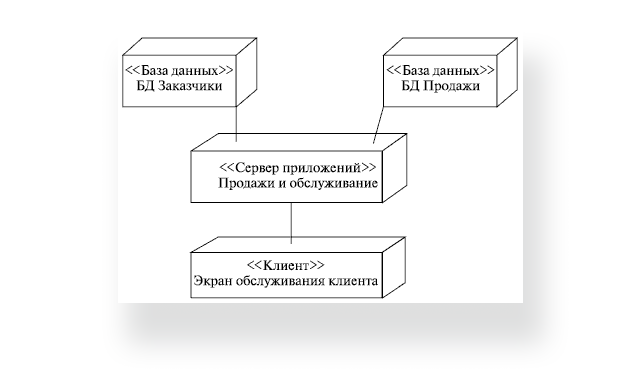 <<База данных>>
БД Заказчики
<<База данных>>
БД Продажи
<<Сервер приложений>>
Продажи и обслуживание
<<Клиент>>
Экран обслуживания клиента